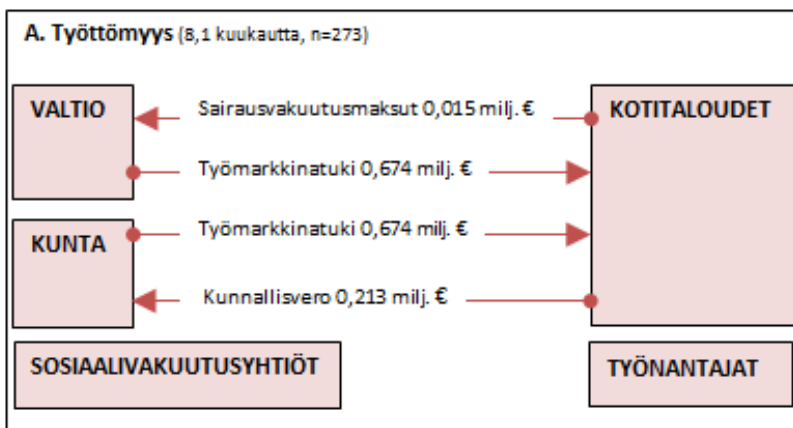 A. Työttömyys (8,1 kuukautta, n=273)
VALTIO
Sairausvakuutusmaksut 0,015 milj. €
KOTITALOUDET
Työmarkkinatuki 0,674 milj. €
KUNTA
Työmarkkinatuki 0,674 milj. €
Kunnallisvero 0,213 milj. €
SOSIAALIVAKUUTUSYHTIÖT
TYÖNANTAJAT